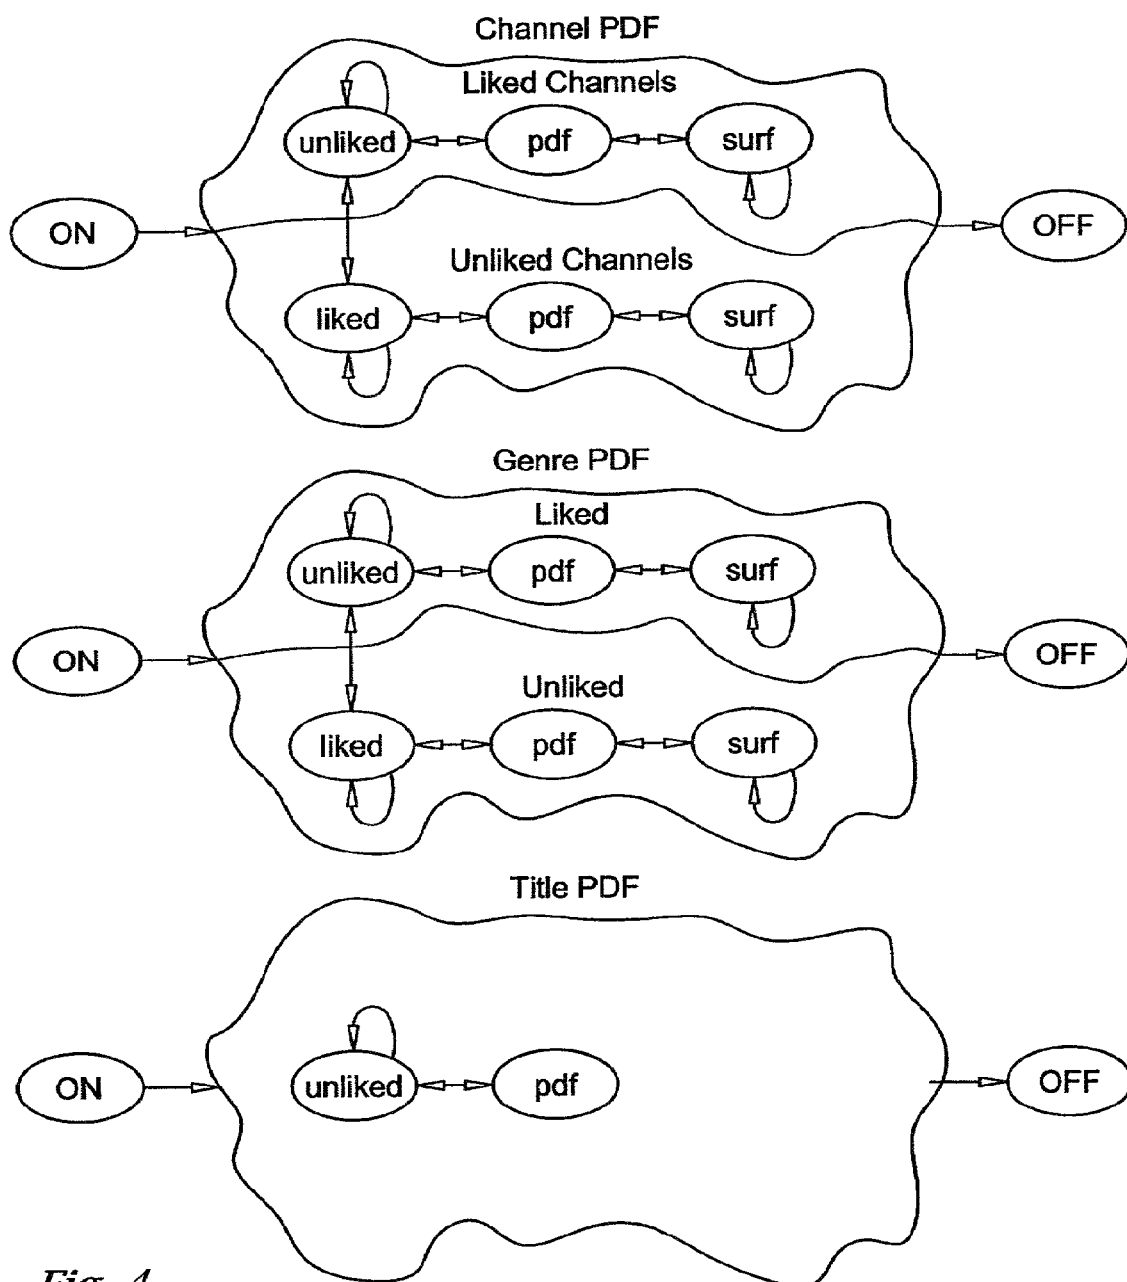 Channel PDF
Liked Channels
unliked pdf surf
ON OFF
Unliked Channels
liked pdf surf
Genre PDF
Liked
unliked pdf surf
ON OFF
Unliked
liked pdf surf
Title PDF
ON unliked pdf OFF
Fig. 4